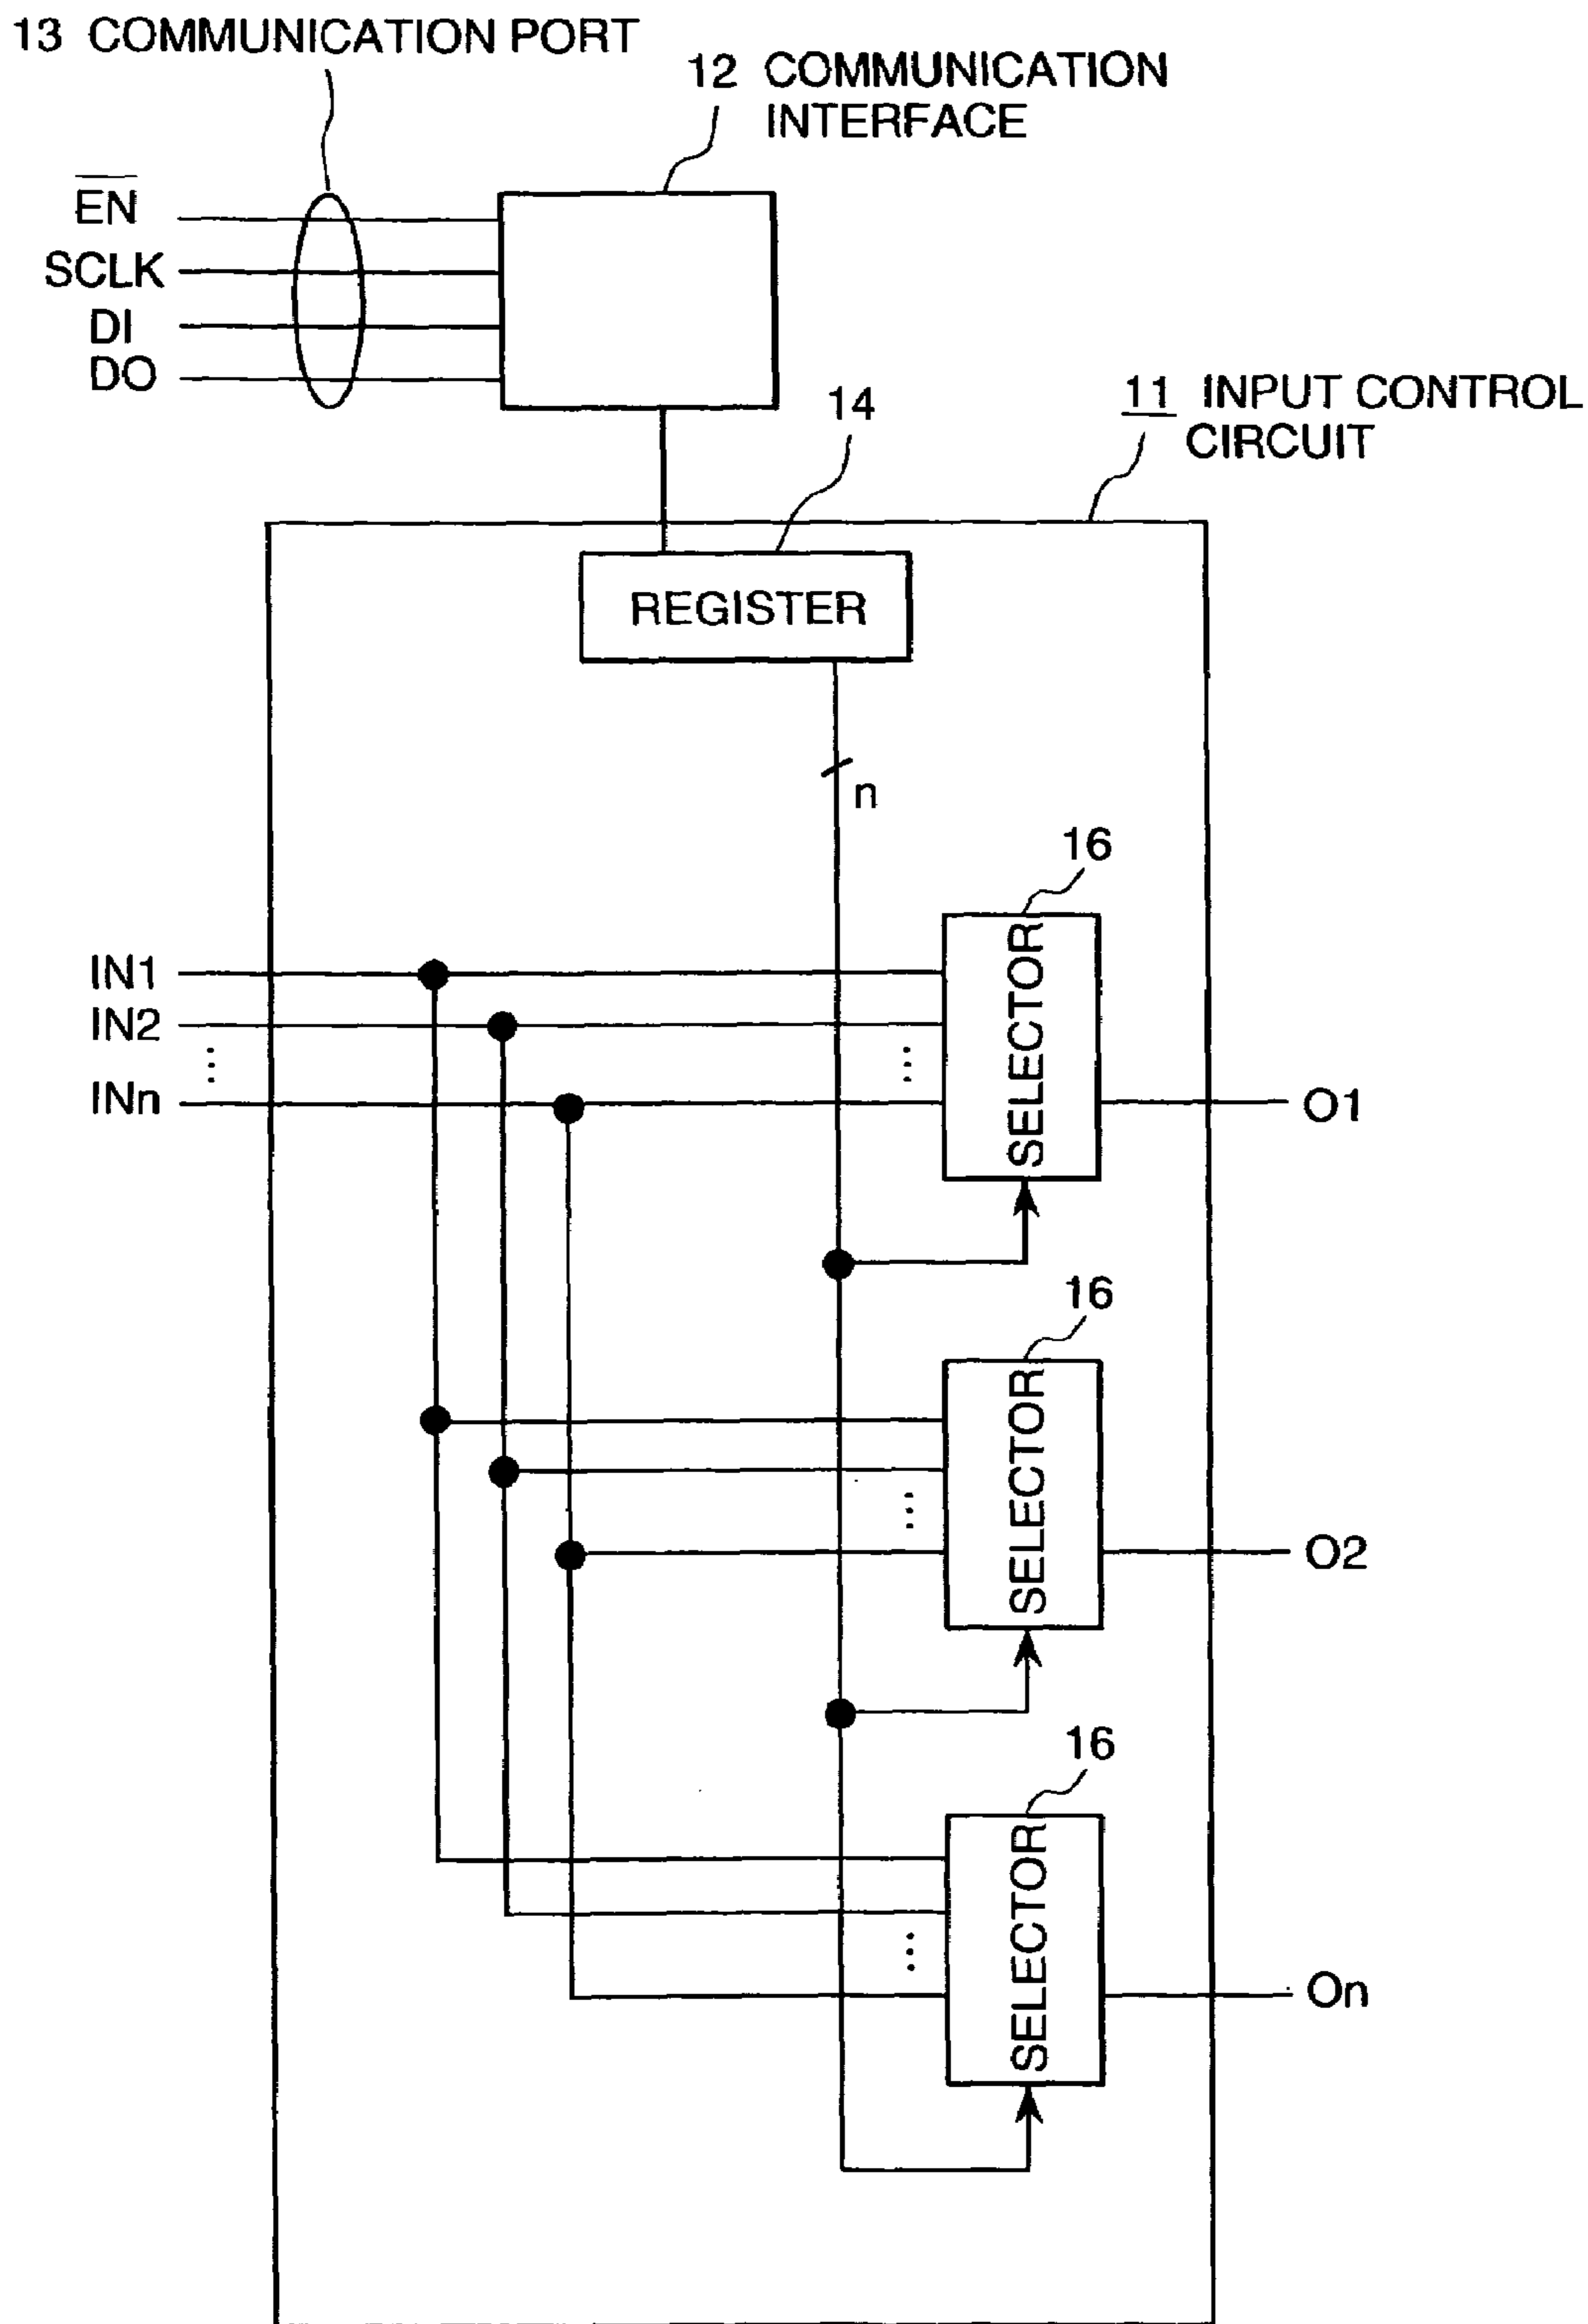 13 COMMUNICATION PORT
12 COMMUNICATION
INTERFACE
EN
SCLK
DI
DO
14
11 INPUT CONTROL
CIRCUIT
REGISTER
n
16
SELECTOR
IN1
IN2
⋮
INn
⋮
O1
16
SELECTOR
⋮
O2
16
SELECTOR
⋮
On